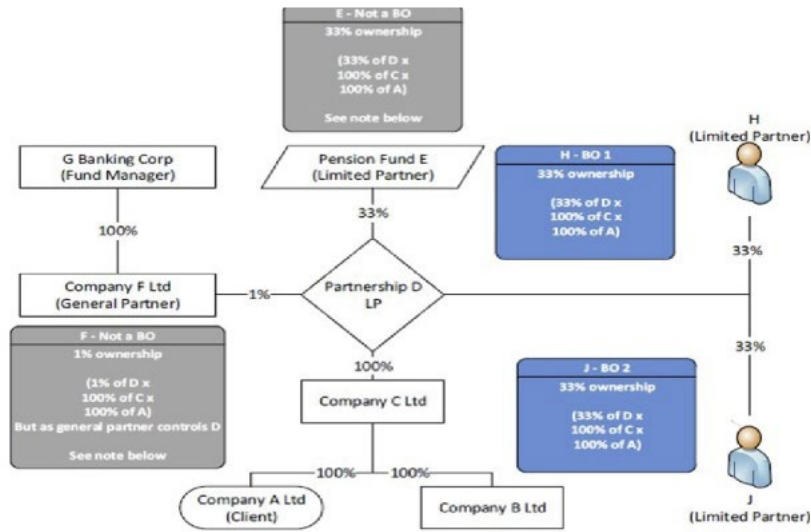 E - Not a BO
33% ownership
(33% of D x
100% of C x
100% of A)
See note below
H
(Limited Partner)
G Banking Corp
(Fund Manager)
Pension Fund E
(Limited Partner)
H - BO 1
33% ownership
(33% of D x
100% of C x
100% of A)
100%
33%
33%
Company F Ltd
(General Partner)
1%
Partnership D
LP
F - Not a BO
1% ownership
(1% of D x
100% of C x
100% of A)
But as general partner controls D
See note below
100%
Company C Ltd
J - BO 2
33% ownership
(33% of D x
100% of C x
100% of A)
33%
100%
100%
Company A Ltd
(Client)
Company B Ltd
J
(Limited Partner)